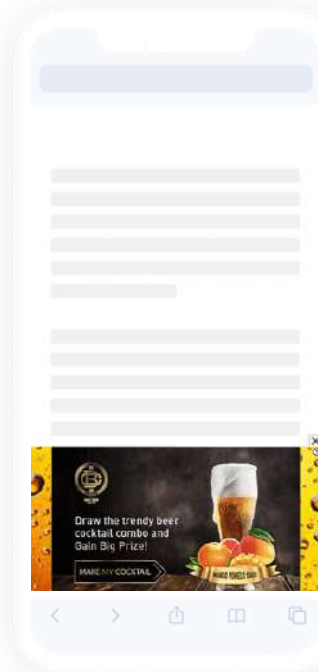 Draw the trendy beer
cocktail combo and
Gain Big Prize!
MAKE MY COCKTAIL